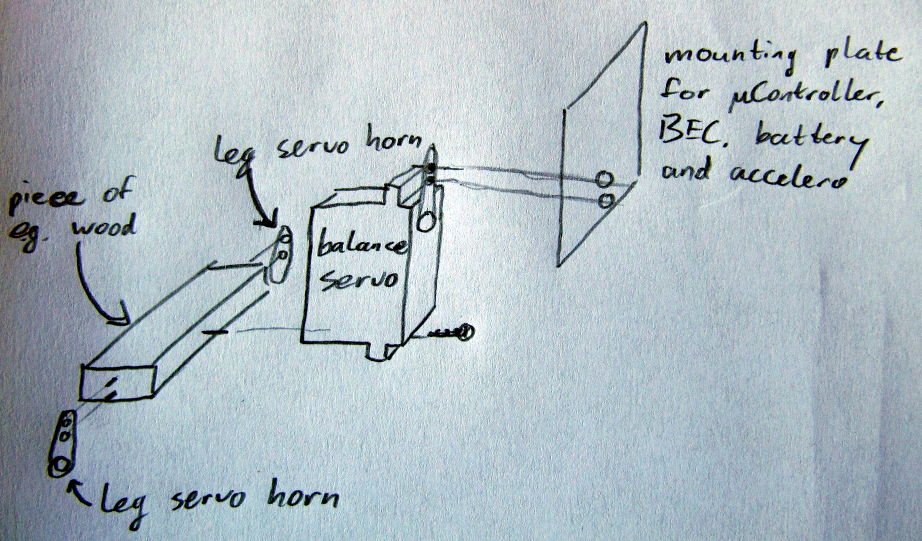 mounting plate
for µController,
BEC, battery
and accelero
leg servo horn
piece of
eg. wood
balance
servo
leg servo horn